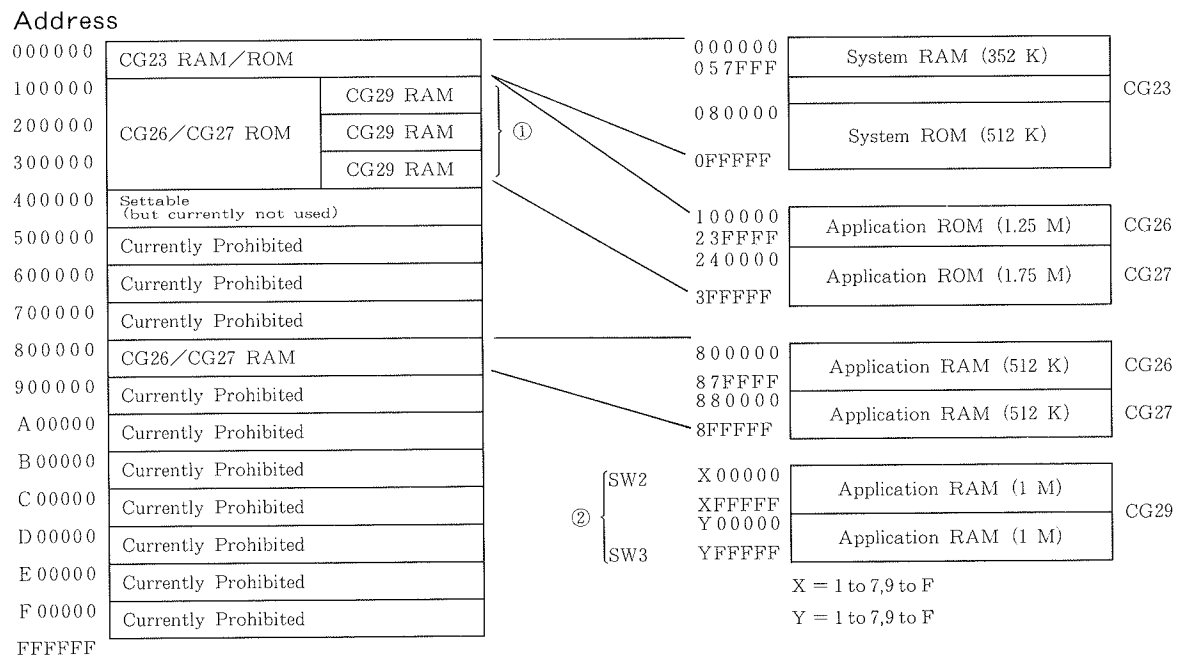 Address
000000 CG23 RAM/ROM
100000 CG26/CG27 ROM CG29 RAM
200000 CG29 RAM
300000 CG29 RAM
①
400000 Settable
(but currently not used)
500000 Currently Prohibited
600000 Currently Prohibited
700000 Currently Prohibited
800000 CG26/CG27 RAM
900000 Currently Prohibited
A00000 Currently Prohibited
B00000 Currently Prohibited
C00000 Currently Prohibited
D00000 Currently Prohibited
E00000 Currently Prohibited
F00000 Currently Prohibited
FFFFFF
000000
057FFF
System RAM (352 K)
CG23
080000
0FFFFF
System ROM (512 K)
100000
23FFFF
Application ROM (1.25 M) CG26
240000
3FFFFF
Application ROM (1.75 M) CG27
800000
87FFFF
Application RAM (512 K) CG26
880000
8FFFFF
Application RAM (512 K) CG27
②
SW2 X00000
XFFFFF
Application RAM (1 M)
CG29
Y00000
SW3 YFFFFF
Application RAM (1 M)
X = 1 to 7,9 to F
Y = 1 to 7,9 to F